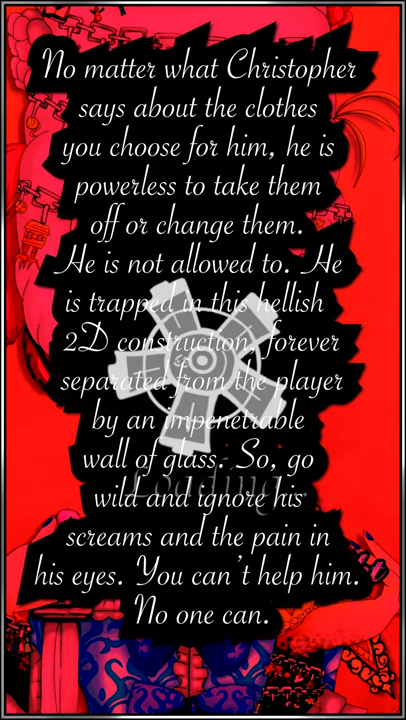 No matter what Christopher
says about the clothes
you choose for him, he is
powerless to take them
off or change them.
He is not allowed to. He
is trapped in this hellish
2D construction, forever
separated from the player
by an impenetrable
wall of glass. So, go
wild and ignore his
screams and the pain in
his eyes. You can't help him.
No one can.
Loading